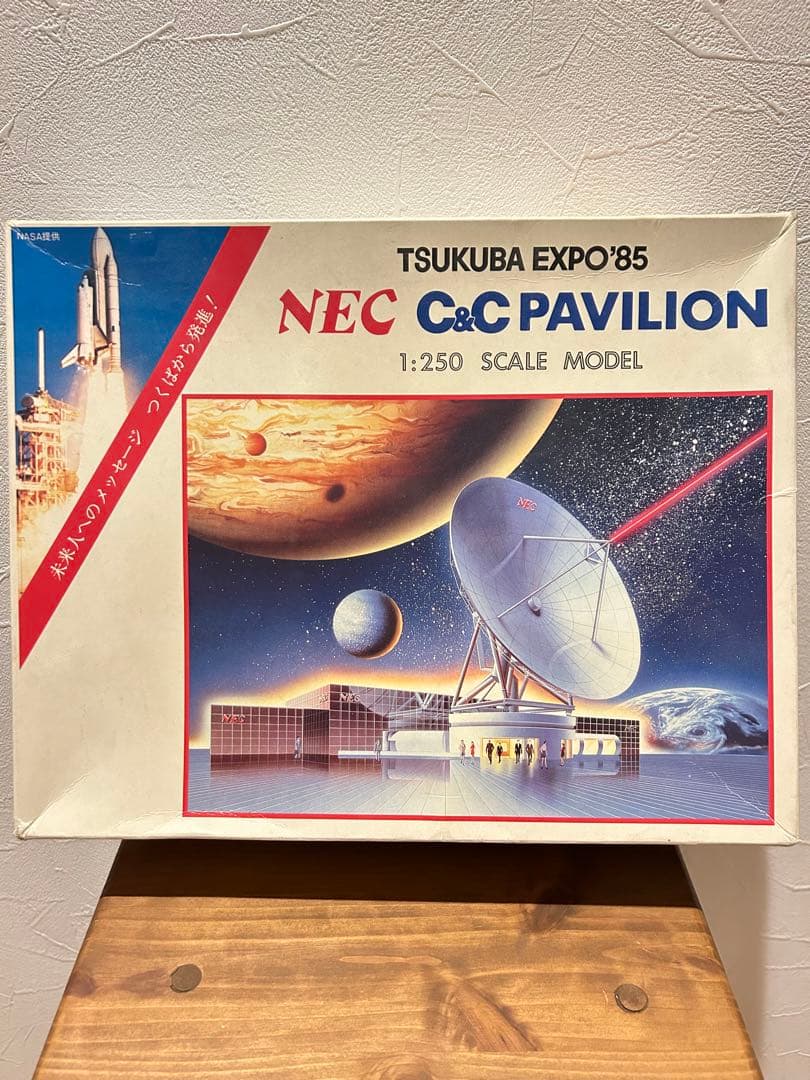 NASA提供
未来人へのメッセージ つくばから発進!
TSUKUBA EXPO'85
NEC C&C PAVILION
1:250 SCALE MODEL
NEC
NEC
NEC